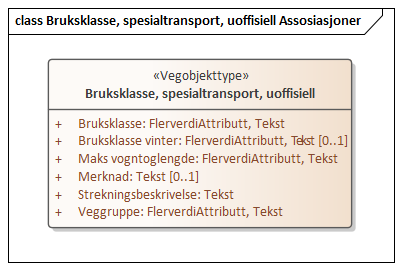 class Bruksklasse, spesialtransport, uoffisiell Assosiasjoner
«Vegobjekttype»
Bruksklasse, spesialtransport, uoffisiell
+ Bruksklasse: FlerverdiAttributt, Tekst
+ Bruksklasse vinter: FlerverdiAttributt, Tekst [0..1]
+ Maks vogntoglengde: FlerverdiAttributt, Tekst
+ Merknad: Tekst [0..1]
+ Strekningsbeskrivelse: Tekst
+ Veggruppe: FlerverdiAttributt, Tekst